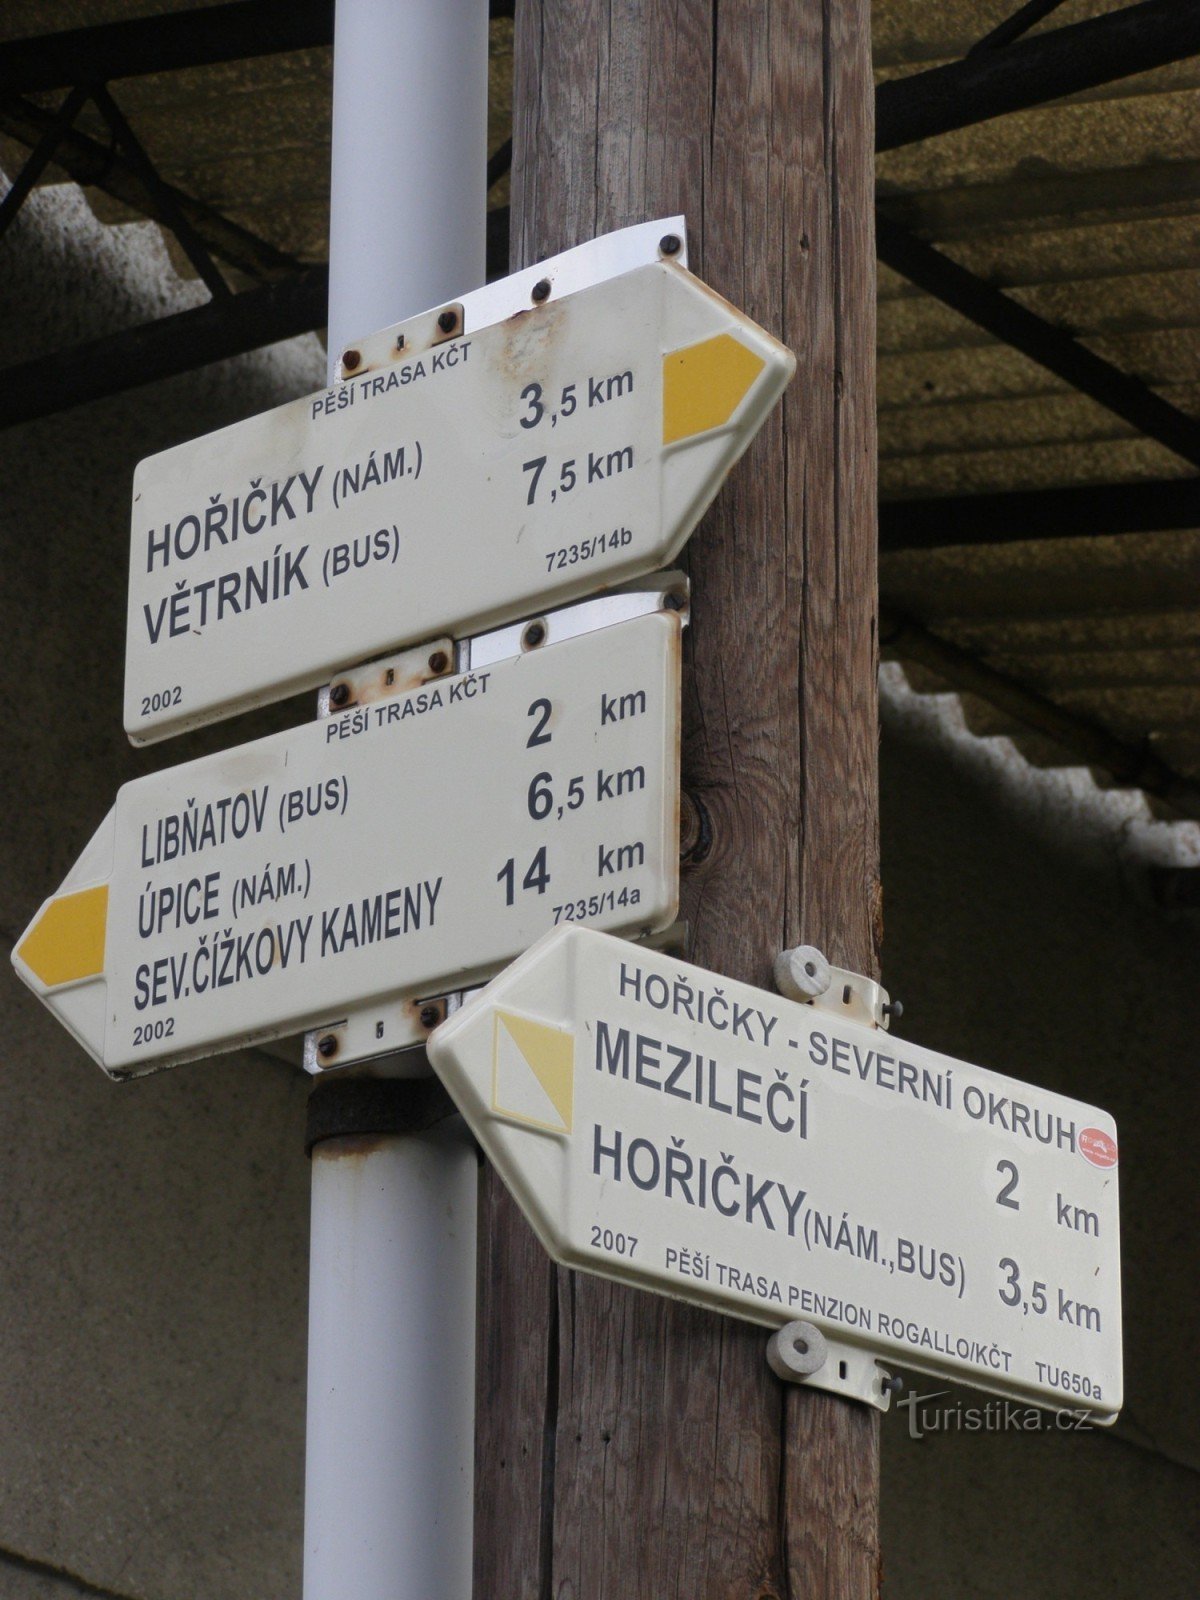 PĚŠÍ TRASA KČT
HOŘIČKY (NÁM.) 3,5 km
VĚTRNÍK (BUS) 7,5 km
2002 7235/14b
PĚŠÍ TRASA KČT
LIBŇATOV (BUS) 2 km
ÚPICE (NÁM.) 6,5 km
SEV.ČÍŽKOVY KAMENY 14 km
2002 7235/14a
HOŘIČKY - SEVERNÍ OKRUH
MEZILEČÍ 2 km
HOŘIČKY (NÁM.,BUS) 3,5 km
2007 PĚŠÍ TRASA PENZION ROGALLO/KČT TU650a
Turistika.cz